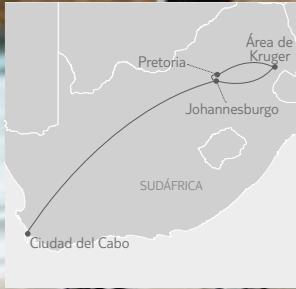 Área de
Kruger
Pretoria
Johannesburgo
SUDÁFRICA
Ciudad del Cabo